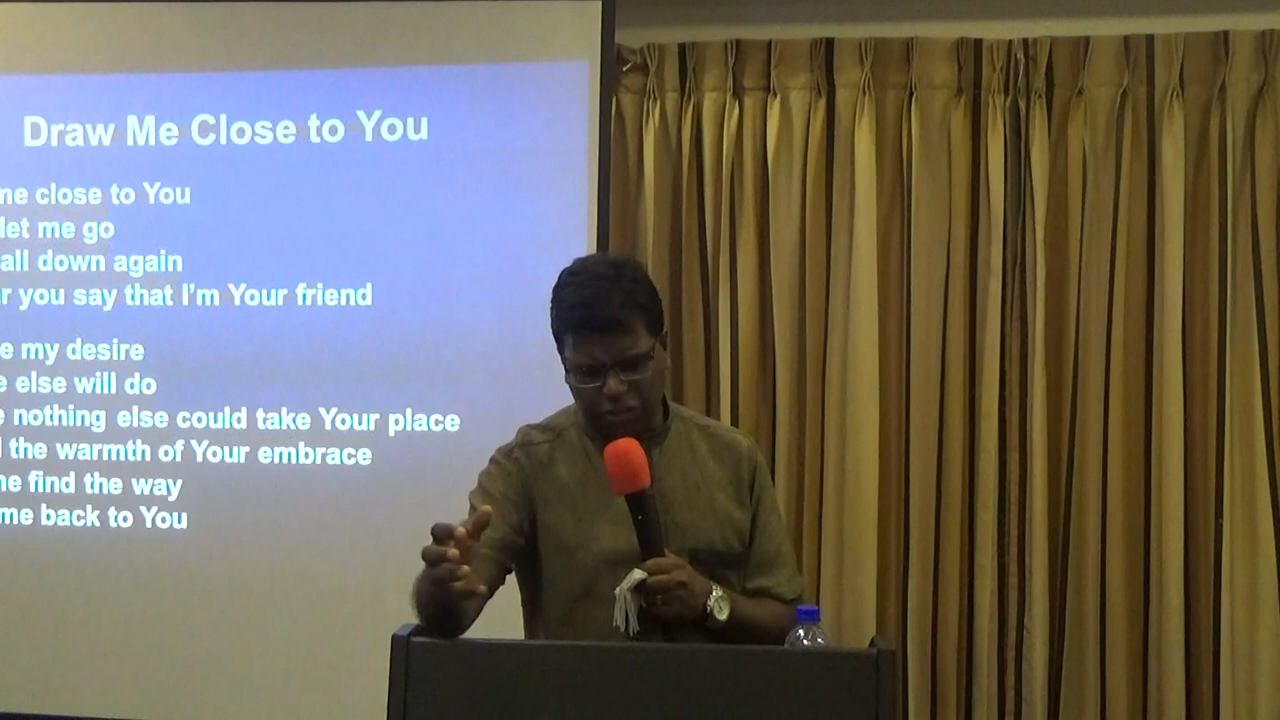 Draw Me Close to You
me close to You
let me go
all down again
r you say that I'm Your friend
e my desire
e else will do
e nothing else could take Your place
the warmth of Your embrace
me find the way
me back to You